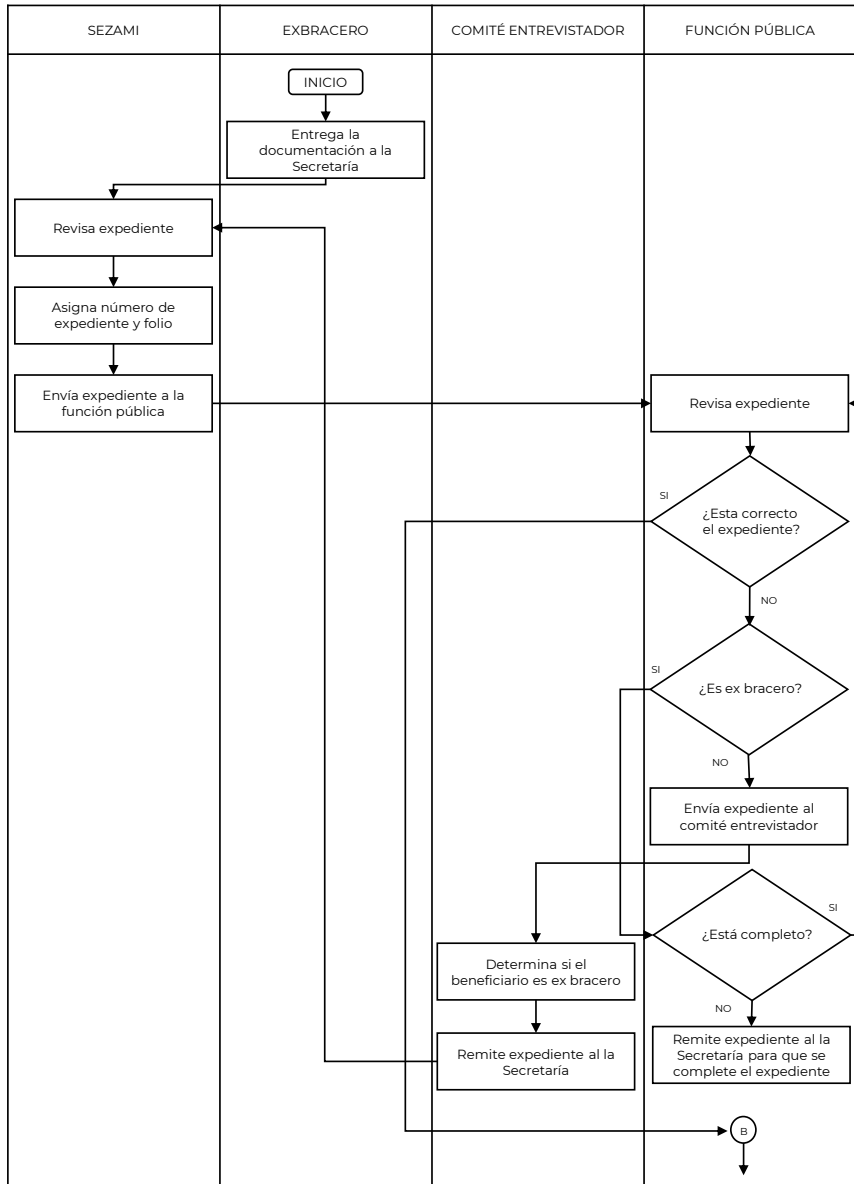 SEZAMI
EXBRACERO
COMITÉ ENTREVISTADOR
FUNCIÓN PÚBLICA
INICIO
Entrega la
documentación a la
Secretaría
Revisa expediente
Asigna número de
expediente y folio
Envía expediente a la
función pública
Revisa expediente
SI
¿Esta correcto
el expediente?
NO
SI
¿Es ex bracero?
NO
Envía expediente al
comité entrevistador
SI
¿Está completo?
Determina si el
beneficiario es ex bracero
NO
Remite expediente al la
Secretaría
Remite expediente al la
Secretaría para que se
complete el expediente
B